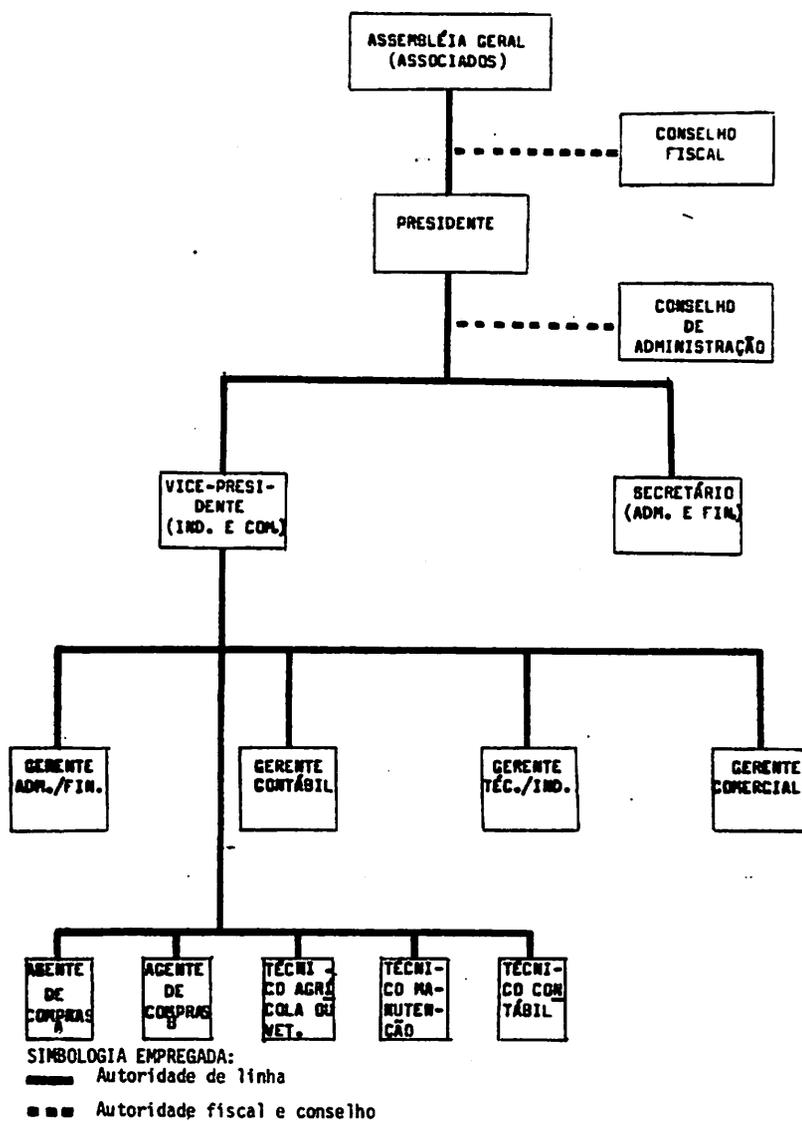 ASSEMBLÉIA GERAL
(ASSOCIADOS)
CONSELHO
FISCAL
PRESIDENTE
CONSELHO
DE
ADMINISTRAÇÃO
VICE-PRESI-
DENTE
(IND. E COM.)
SECRETÁRIO
(ADM. E FIN.)
GERENTE
ADM./FIN.
GERENTE
CONTÁBIL
GERENTE
TÉC./IND.
GERENTE
COMERCIAL
AGENTE
DE
COMPRAS
A
AGENTE
DE
COMPRAS
B
TÉCNI-
CO AGRÍ
COLA OU
VET.
TÉCNI-
CO MA-
NUTEN-
ÇÃO
TÉCNI-
CO CON
TÁBIL
SIMBOLOGIA EMPREGADA:
Autoridade de linha
Autoridade fiscal e conselho